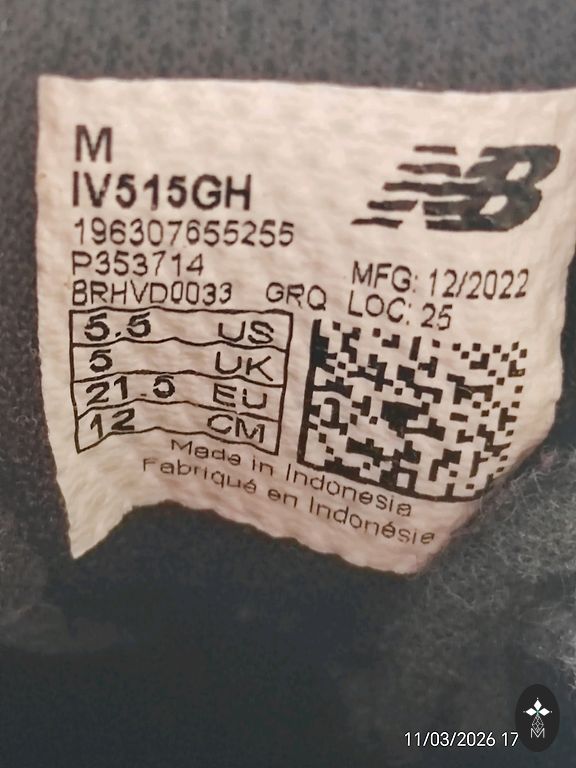 M
IV515GH
196307655255
P353714
BRHVD0033 GRQ
MFG: 12/2022
LOC: 25
5.5 US
5 UK
21.5 EU
12 CM
Made in Indonesia
Fabriqué en Indonésie
NB
11/03/2026 17
M